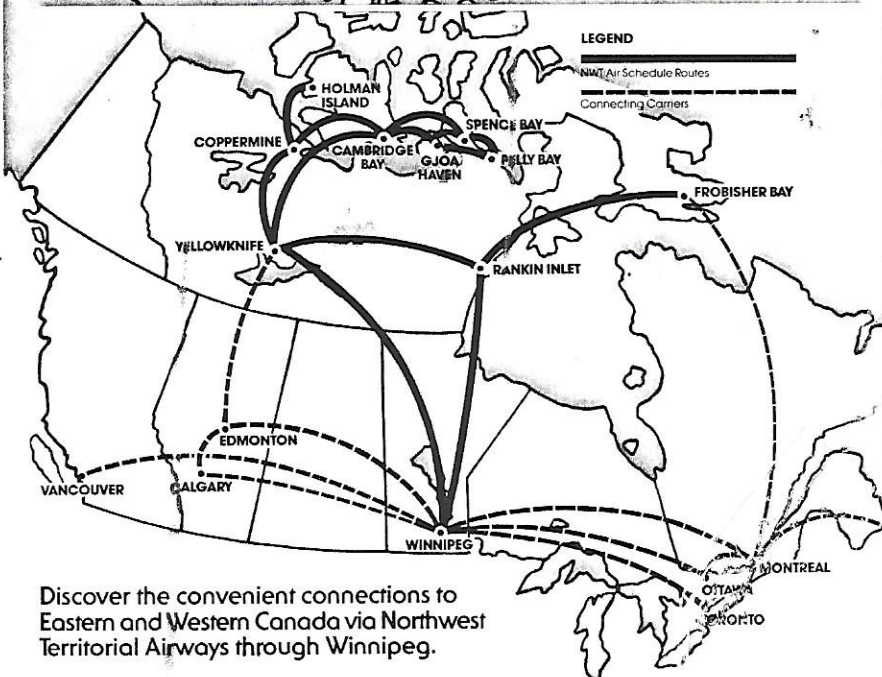 LEGEND
NWT Air Schedule Routes
Connecting Carriers
HOLMAN
ISLAND
COPPERMINE
CAMBRIDGE
BAY
SPENCE BAY
GJOA
HAVEN
PELLY BAY
FROBISHER BAY
YELLOWKNIFE
RANKIN INLET
EDMONTON
VANCOUVER
CALGARY
WINNIPEG
MONTREAL
OTTAWA
TORONTO
Discover the convenient connections to
Eastern and Western Canada via Northwest
Territorial Airways through Winnipeg.